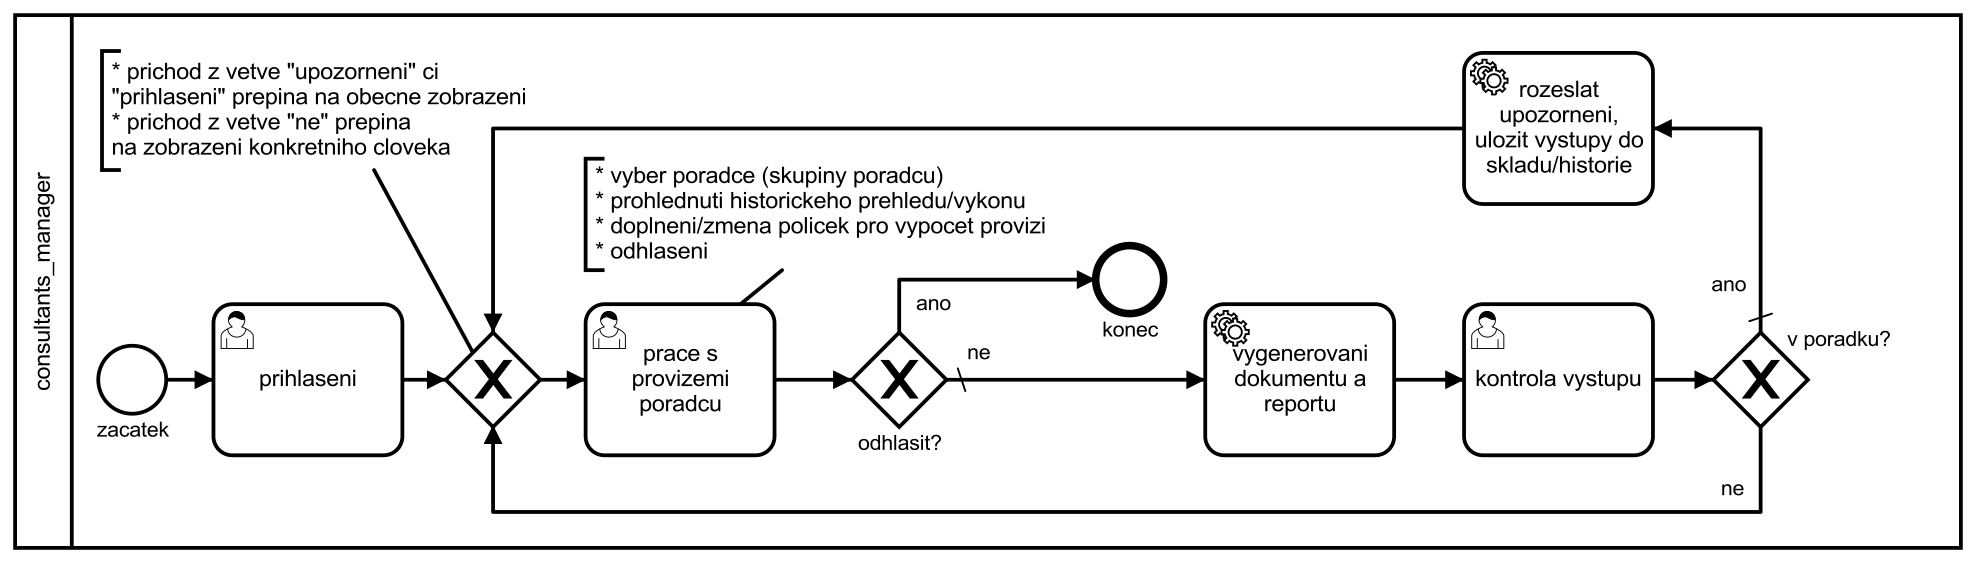 consultants_manager
* prichod z vetve "upozorneni" ci
"prihlaseni" prepina na obecne zobrazeni
* prichod z vetve "ne" prepina
na zobrazeni konkretniho cloveka
* vyber poradce (skupiny poradcu)
* prohlednuti historickeho prehledu/vykonu
* doplneni/zmena policek pro vypocet provizi
* odhlaseni
rozeslat
upozorneni,
ulozit vystupy do
skladu/historie
zacatek
prihlaseni
prace s
provizemi
poradcu
odhlasit?
ano
konec
ne
vygenerovani
dokumentu a
reportu
kontrola vystupu
v poradku?
ano
ne